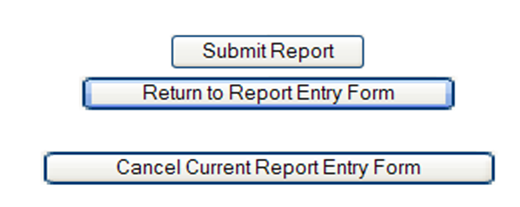 Submit Report
Return to Report Entry Form
Cancel Current Report Entry Form